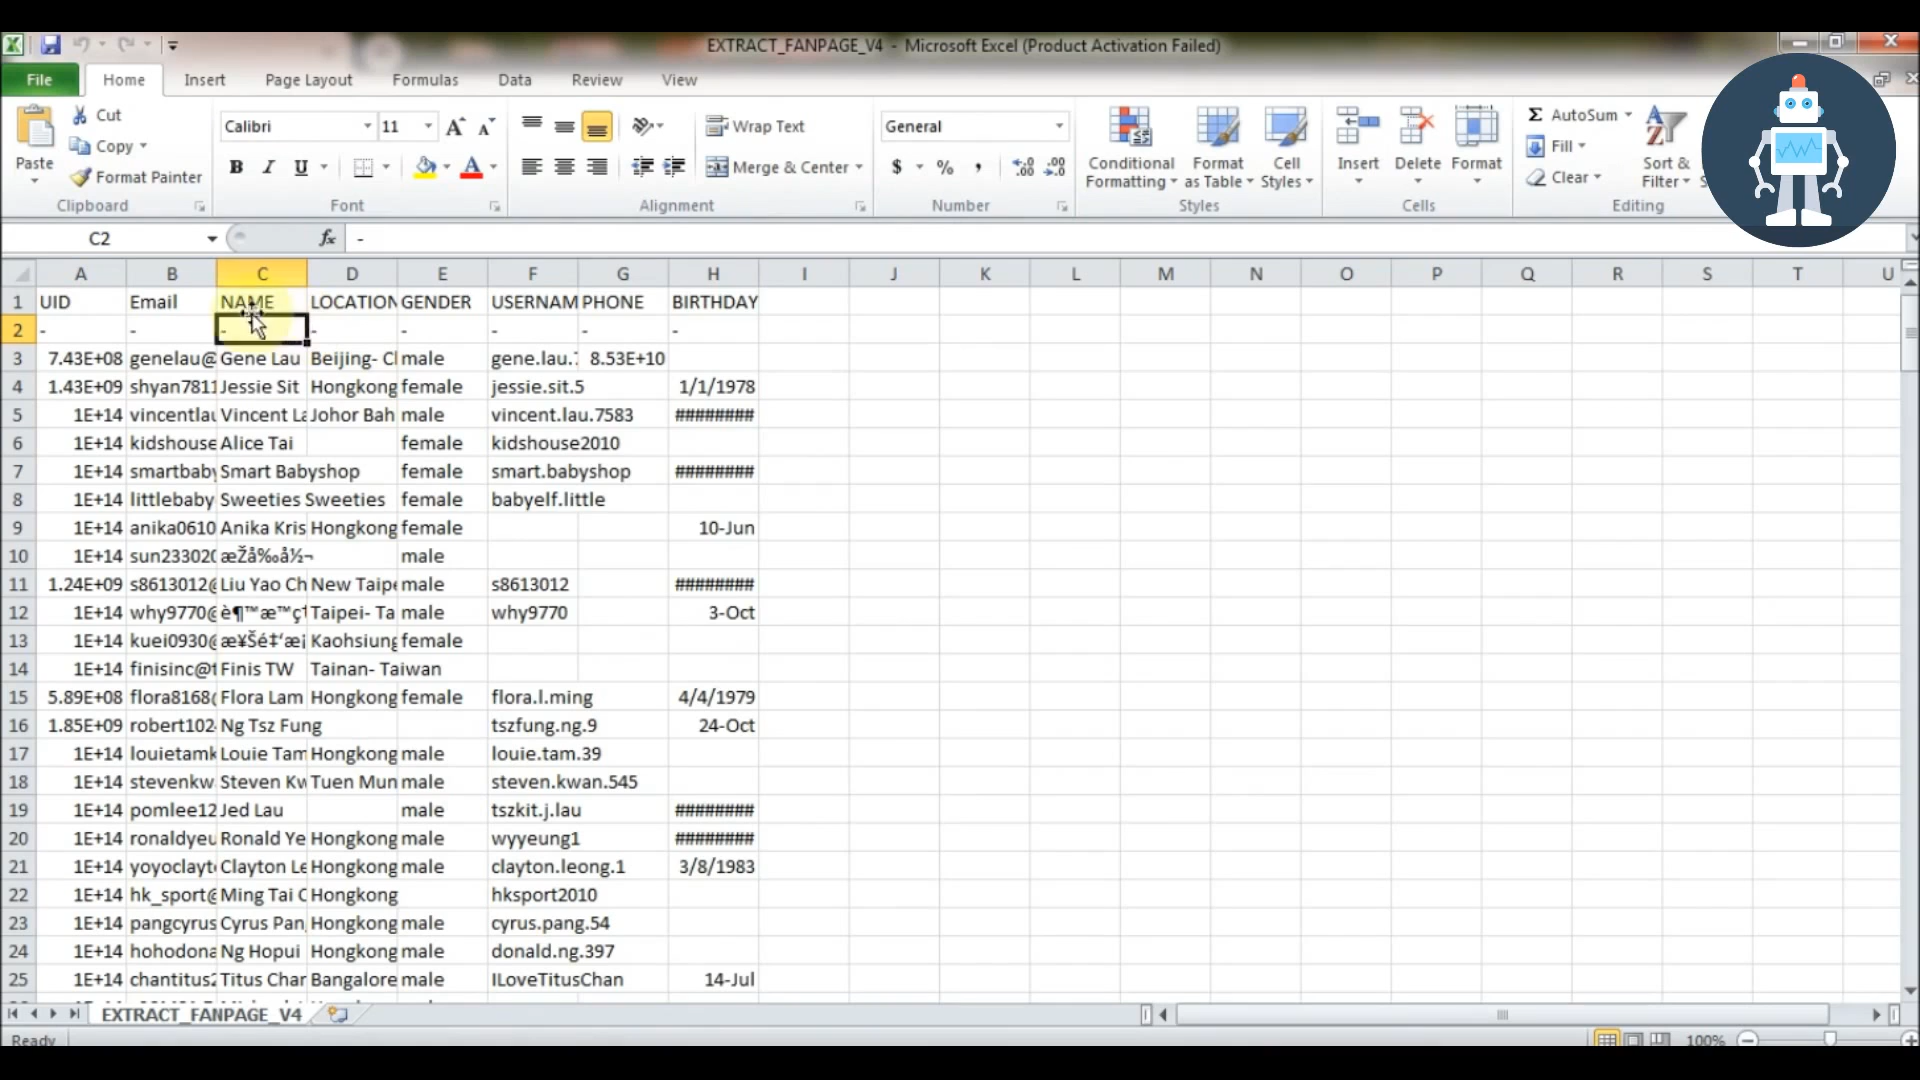 EXTRACT_FANPAGE_V4 - Microsoft Excel (Product Activation Failed)
File Home Insert Page Layout Formulas Data Review View
Cut
Copy
Format Painter
Paste
Clipboard
Calibri 11
B I U
Font
Wrap Text
Merge & Center
Alignment
General
$ % ,
Number
Conditional Formatting
Format as Table
Cell Styles
Styles
Insert Delete Format
Cells
Σ AutoSum
Fill
Clear
Sort & Filter
Editing
C2 fx -
A B C D E F G H I J K L M N O P Q R S T U
1 UID Email NAME LOCATION GENDER USERNAM PHONE BIRTHDAY
2 - - - - - - - -
3 7.43E+08 genelau@ Gene Lau Beijing- Cl male gene.lau.7 8.53E+10
4 1.43E+09 shyan7811 Jessie Sit Hongkong female jessie.sit.5 1/1/1978
5 1E+14 vincentlau Vincent La Johor Bah male vincent.lau.7583 ########
6 1E+14 kidshouse Alice Tai female kidshouse2010
7 1E+14 smartbaby Smart Babyshop female smart.babyshop ########
8 1E+14 littlebaby Sweeties Sweeties female babyelf.little
9 1E+14 anika0610 Anika Kris Hongkong female 10-Jun
10 1E+14 sun233020 æŽå‰å½¬ male
11 1.24E+09 s8613012@ Liu Yao Ch New Taipe male s8613012 ########
12 1E+14 why9770@ è¶™æ™ç Taipei- Ta male why9770 3-Oct
13 1E+14 kuei0930@ æ¥Šé‡‘æ¡ Kaohsiung female
14 1E+14 finisinc@t Finis TW Tainan- Taiwan
15 5.89E+08 flora8168@ Flora Lam Hongkong female flora.l.ming 4/4/1979
16 1.85E+09 robert102 Ng Tsz Fung tszfung.ng.9 24-Oct
17 1E+14 louietamk Louie Tam Hongkong male louie.tam.39
18 1E+14 stevenkw Steven Kw Tuen Mun male steven.kwan.545
19 1E+14 pomlee12 Jed Lau male tszkit.j.lau ########
20 1E+14 ronaldyeu Ronald Ye Hongkong male wyyeung1 ########
21 1E+14 yoyoclayt Clayton Le Hongkong male clayton.leong.1 3/8/1983
22 1E+14 hk_sport@ Ming Tai C Hongkong hksport2010
23 1E+14 pangcyrus Cyrus Pan Hongkong male cyrus.pang.54
24 1E+14 hohodona Ng Hopui Hongkong male donald.ng.397
25 1E+14 chantitus2 Titus Char Bangalore male ILoveTitusChan 14-Jul
EXTRACT_FANPAGE_V4
Ready 100%